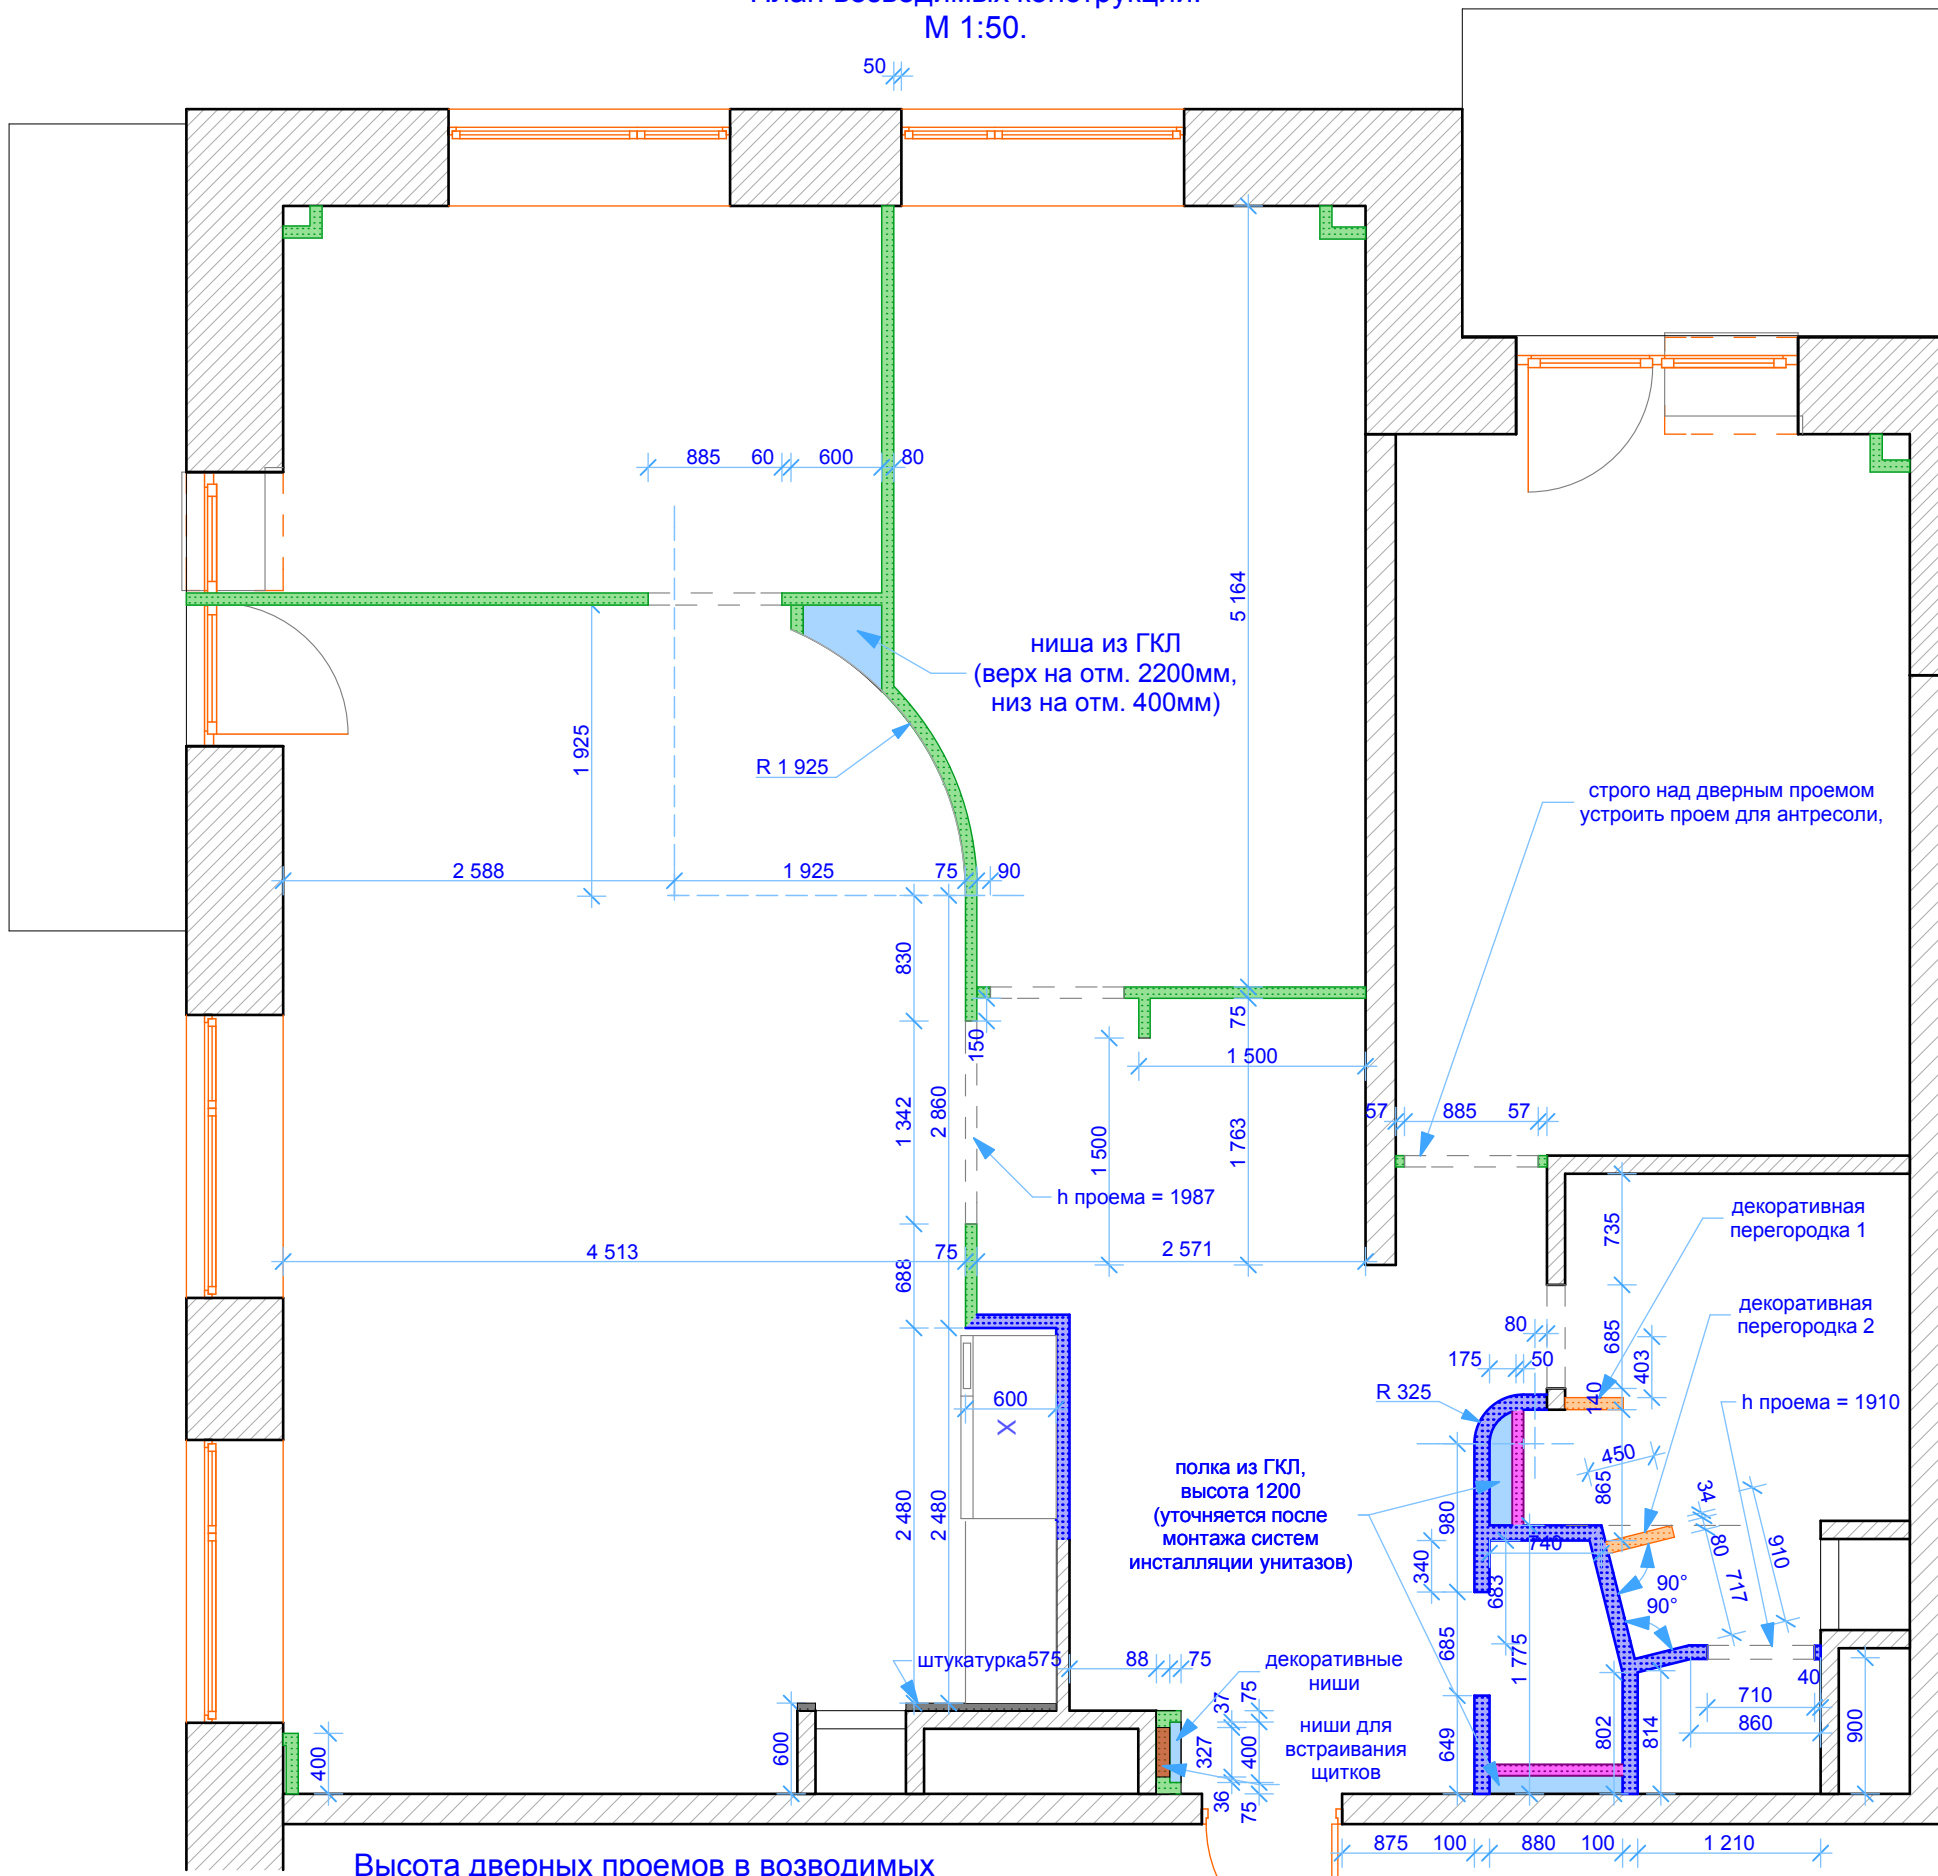 План возводимых конструкций.
М 1:50.
50
885 60 600 80
5 164
ниша из ГКЛ
(верх на отм. 2200мм,
низ на отм. 400мм)
1 925
R 1 925
строго над дверным проемом
устроить проем для антресоли,
2 588 1 925 75 90
830
150
75
1 500
1 342
2 860
1 500
1 763
57 885 57
h проема = 1987
декоративная
перегородка 1
735
4 513 75 2 571
688
декоративная
перегородка 2
80
685
403
175 50
140
R 325
h проема = 1910
600
X
450
865
полка из ГКЛ,
высота 1200
(уточняется после
монтажа систем
инсталляции унитазов)
34
980
2 480
2 480
740
80
910
340
683
717
90°
90°
штукатурка 575 88 75
декоративные
ниши
685
1 775
40
37
75
710
ниши для
встраивания
щитков
860
400
600
327
400
649
802
814
900
36
75
875 100 880 100 1 210
Высота дверных проемов в возводимых